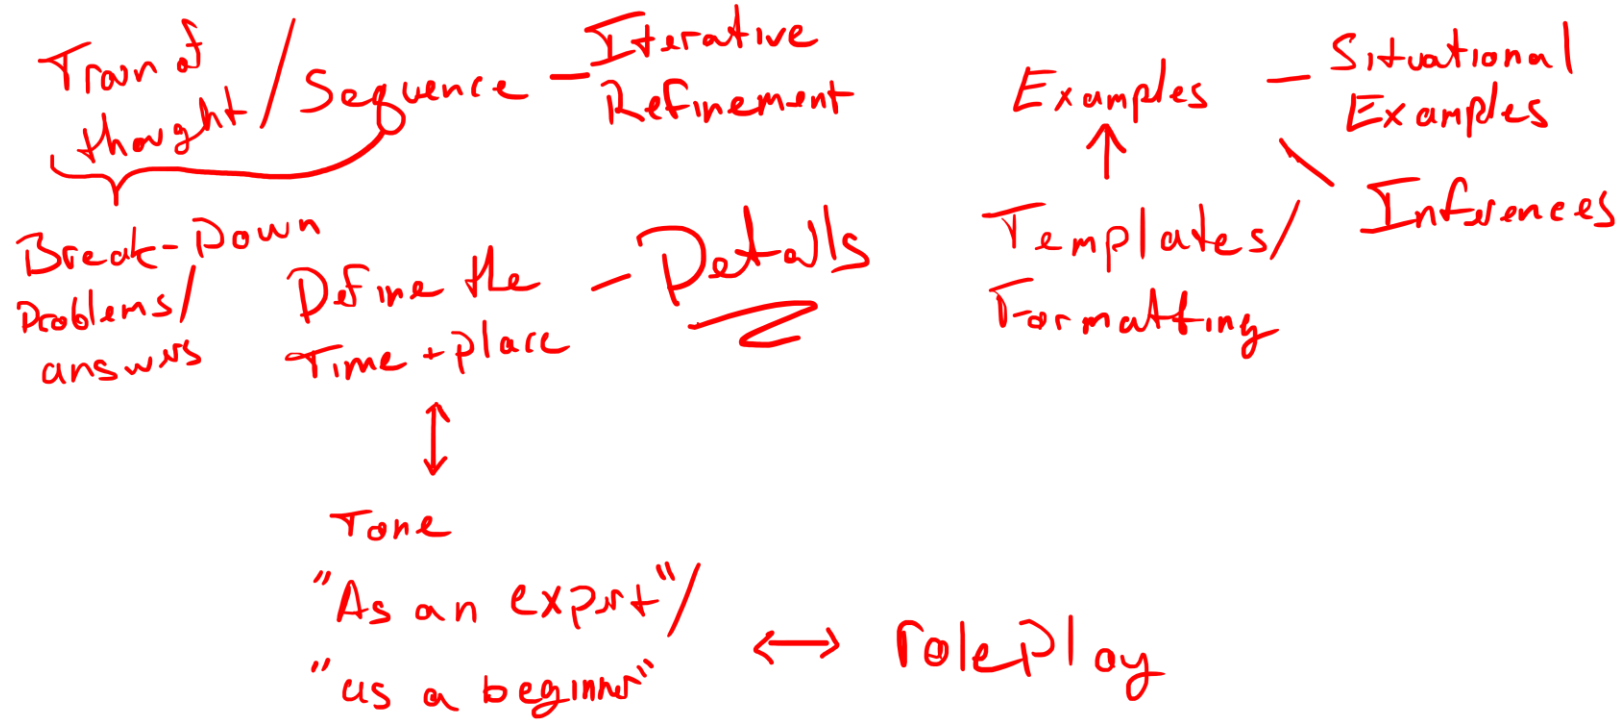 Train of
thought / Sequence - Iterative
Refinement
Break-Down
Problems/
answers
Define the
Time + place
- Details
Tone
"As an expert"/
"as a beginner"
roleplay
Examples - Situational
Examples
Inferences
Templates/
Formatting